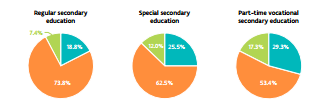 Regular secondary
education
Special secondary
education
Part-time vocational
secondary education
7.4%
18.8%
73.8%
12.0%
25.5%
62.5%
17.3%
29.3%
53.4%